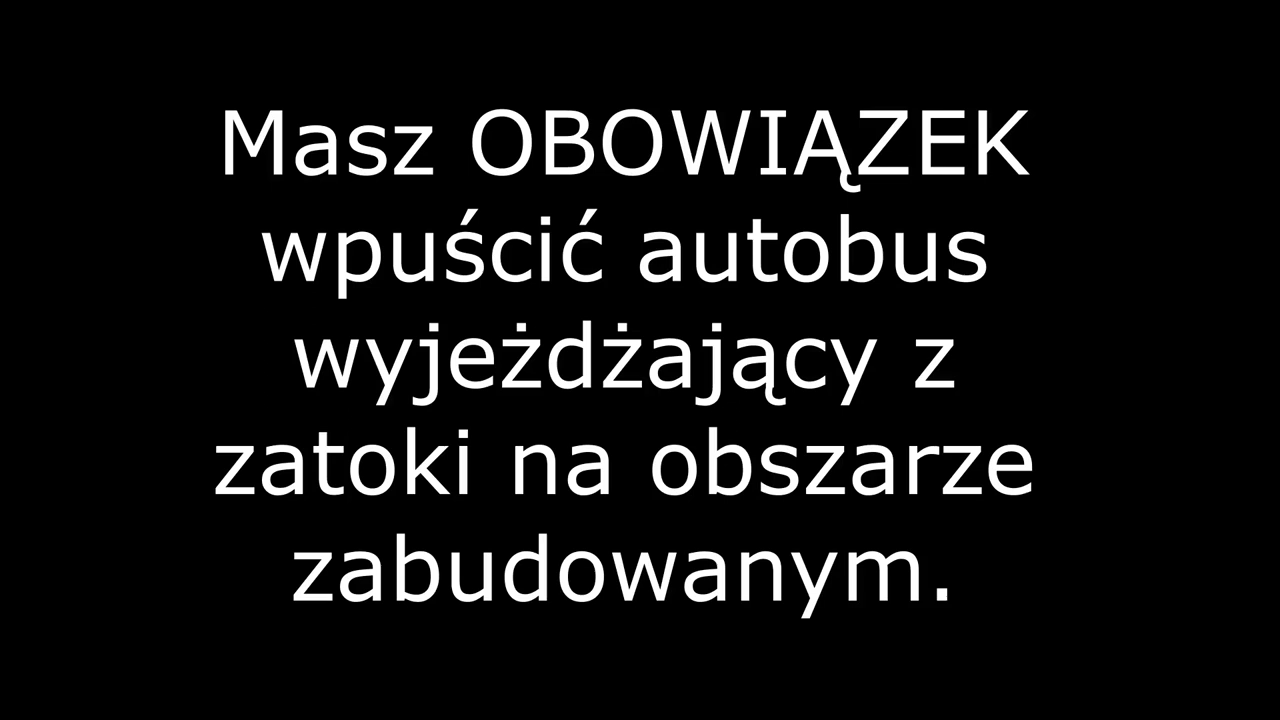 Masz OBOWIĄZEK
wpuścić autobus
wyjeżdżający z
zatoki na obszarze
zabudowanym.